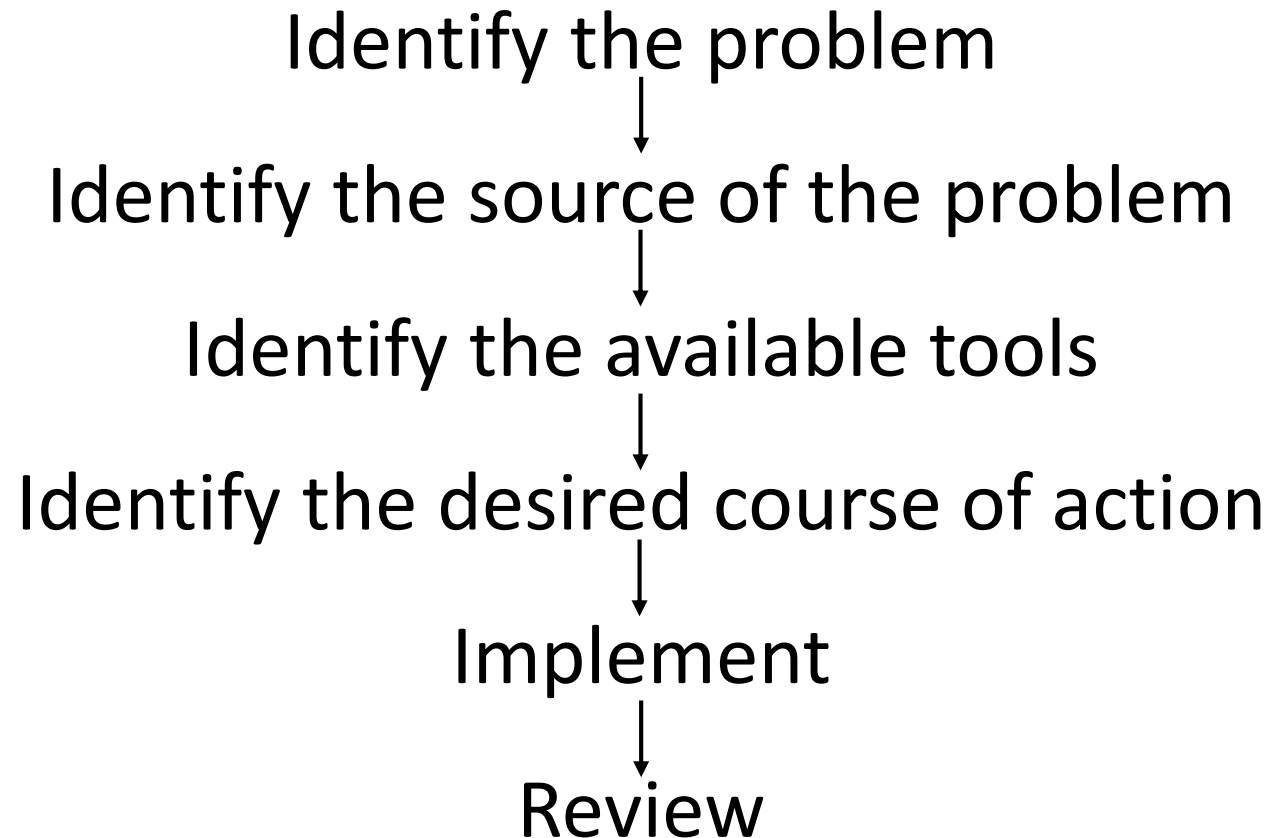 Identify the problem
Identify the source of the problem
Identify the available tools
Identify the desired course of action
Implement
Review